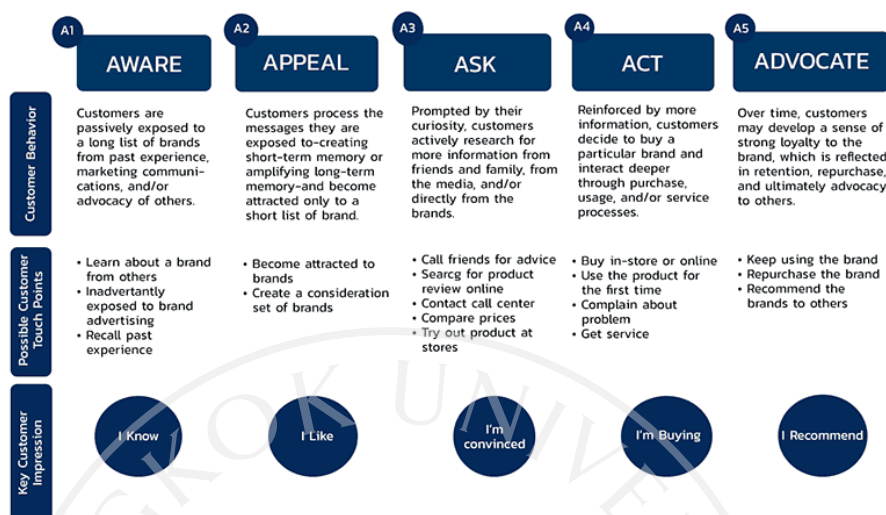 A1
AWARE
A2
APPEAL
A3
ASK
A4
ACT
A5
ADVOCATE
Customer Behavior
Customers are
passively exposed to
a long list of brands
from past experience,
marketing communi-
cations, and/or
advocacy of others.
Customers process the
messages they are
exposed to-creating
short-term memory or
amplifying long-term
memory-and become
attracted only to a
short list of brand.
Prompted by their
curiosity, customers
actively research for
more information from
friends and family, from
the media, and/or
directly from the
brands.
Reinforced by more
information, customers
decide to buy a
particular brand and
interact deeper
through purchase,
usage, and/or service
processes.
Over time, customers
may develop a sense of
strong loyalty to the
brand, which is reflected
in retention, repurchase,
and ultimately advocacy
to others.
Possible Customer
Touch Points
• Learn about a brand
from others
• Inadvertantly
exposed to brand
advertising
• Recall past
experience
• Become attracted to
brands
• Create a consideration
set of brands
• Call friends for advice
• Searcg for product
review online
• Contact call center
• Compare prices
• Try out product at
stores
• Buy in-store or online
• Use the product for
the first time
• Complain about
problem
• Get service
• Keep using the brand
• Repurchase the brand
• Recommend the
brands to others
Key Customer
Impression
I Know
I Like
I'm
convinced
I'm Buying
I Recommend
GKOK UNIVE